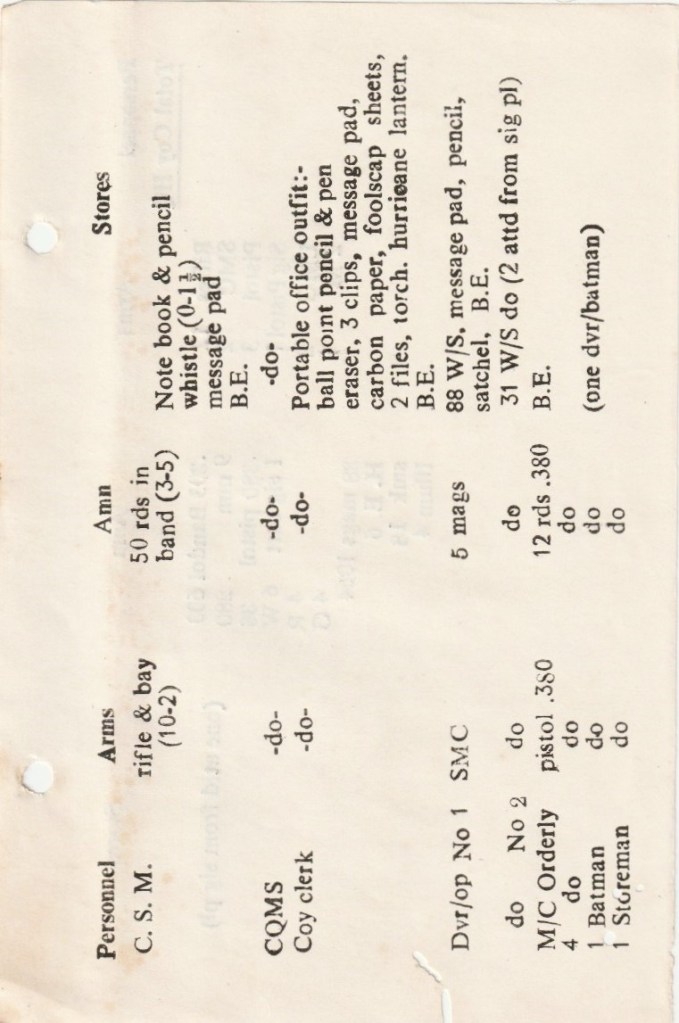 Personnel Arms Amn Stores
C. S. M. rifle & bay 50 rds in Note book & pencil
(10-2) band (3-5) whistle (0-1½)
message pad
B.E.
CQMS -do- -do- -do-
Coy clerk -do- -do- Portable office outfit:-
ball point pencil & pen
eraser, 3 clips, message pad,
carbon paper, foolscap sheets,
2 files, torch. hurricane lantern.
B.E.
Dvr/op No 1 SMC 5 mags 88 W/S, message pad, pencil,
satchel, B.E.
do No 2 do do 31 W/S do (2 attd from sig pl)
M/C Orderly pistol .380 12 rds .380 B.E.
4 do do do
1 Batman do do (one dvr/batman)
1 Storeman do do